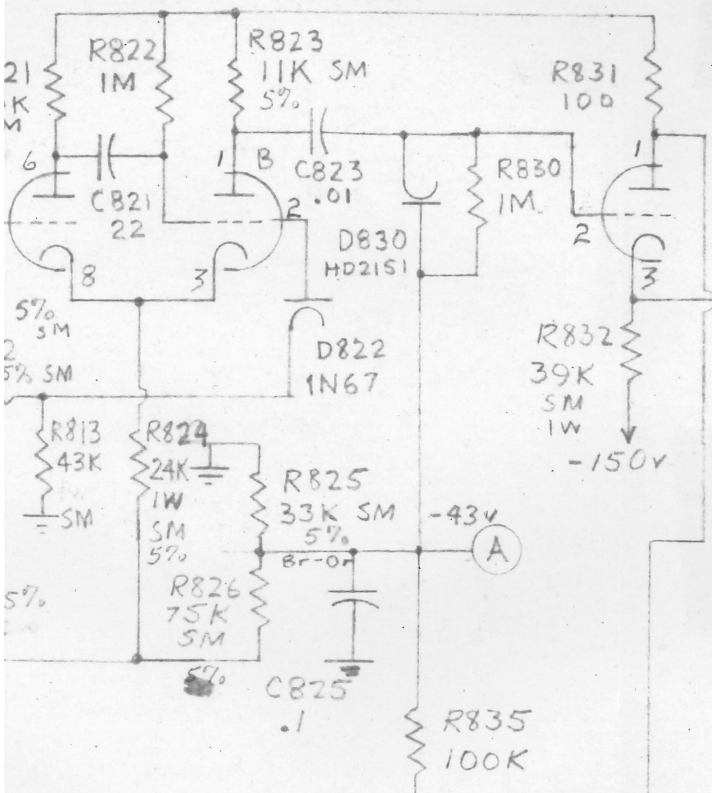 21
K
M
R822
1M
R823
11K SM
5%
R831
100
6
C821
22
8
1
B
2
3
C823
.01
R830
1M
D830
HD2151
1
2
3
5%
SM
2
5% SM
D822
1N67
R832
39K
SM
1W
-150v
R813
43K
SM
R824
24K
1W
SM
5%
R825
33K SM
5%
Br-Or
-43v
A
R826
75K
SM
5%
5%
C825
.1
R835
100K